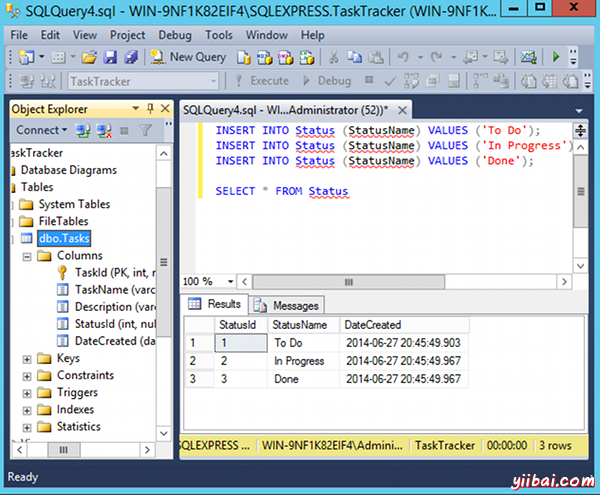 SQLQuery4.sql - WIN-9NF1K82EIF4\SQLEXPRESS.TaskTracker (WIN-9NF1K...
File Edit View Project Debug Tools Window Help
New Query
TaskTracker Execute Debug
Object Explorer
Connect
askTracker
Database Diagrams
Tables
System Tables
FileTables
dbo.Tasks
Columns
TaskId (PK, int, r
TaskName (varc
Description (varc
StatusId (int, nul
DateCreated (da
Keys
Constraints
Triggers
Indexes
Statistics
SQLQuery4.sql - WI...Administrator (52))*
INSERT INTO Status (StatusName) VALUES ('To Do');
INSERT INTO Status (StatusName) VALUES ('In Progress')
INSERT INTO Status (StatusName) VALUES ('Done');
SELECT * FROM Status
100 %
Results Messages
StatusId StatusName DateCreated
1 1 To Do 2014-06-27 20:45:49.903
2 2 In Progress 2014-06-27 20:45:49.967
3 3 Done 2014-06-27 20:45:49.967
SQLEXPRESS ... WIN-9NF1K82EIF4\Admini... TaskTracker 00:00:00 3 rows
Ready
yiibai.com